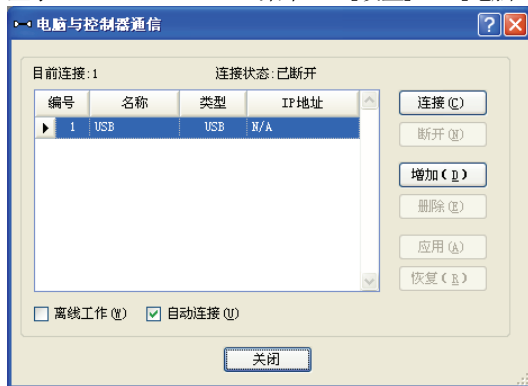 电脑与控制器通信
目前连接:1 连接状态:已断开
编号 名称 类型 IP地址
1 USB USB N/A
连接(C)
断开(N)
增加(D)
删除(E)
应用(A)
恢复(R)
离线工作(W) 自动连接(U)
关闭